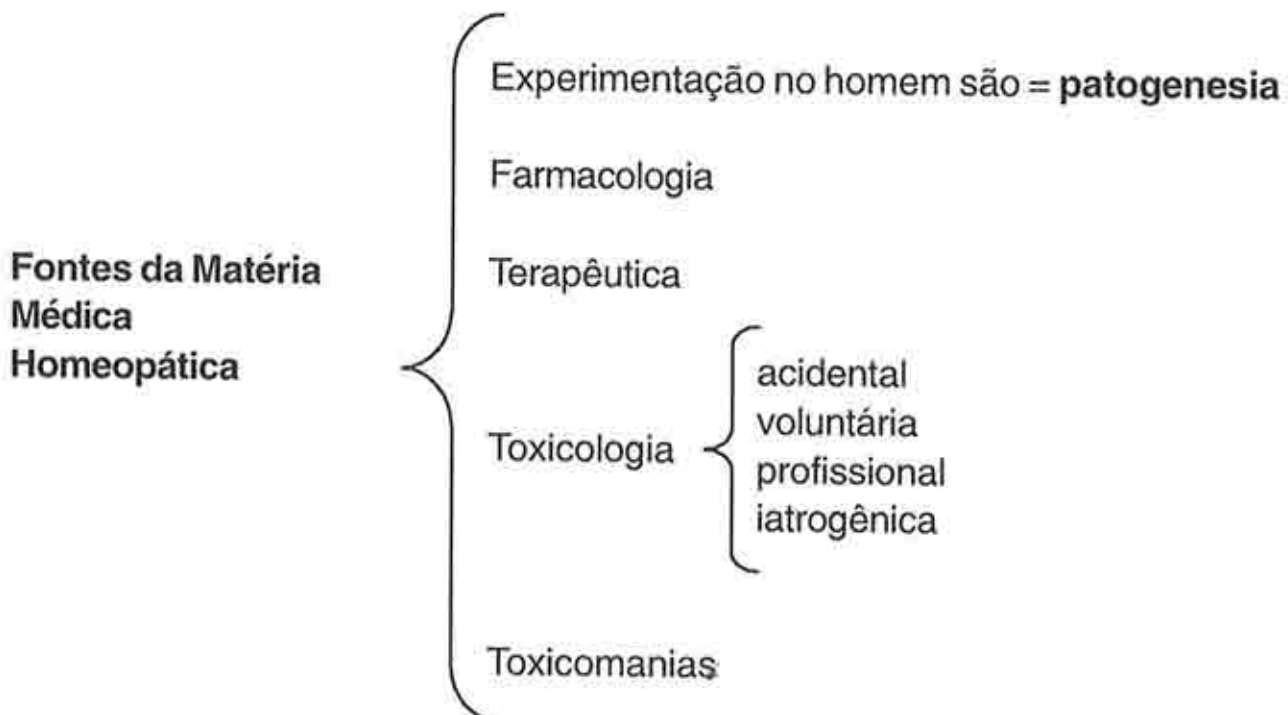 Experimentação no homem são = patogenesia
Farmacologia
Fontes da Matéria
Médica
Homeopática
Terapêutica
Toxicologia
acidental
voluntária
profissional
iatrogênica
Toxicomanias